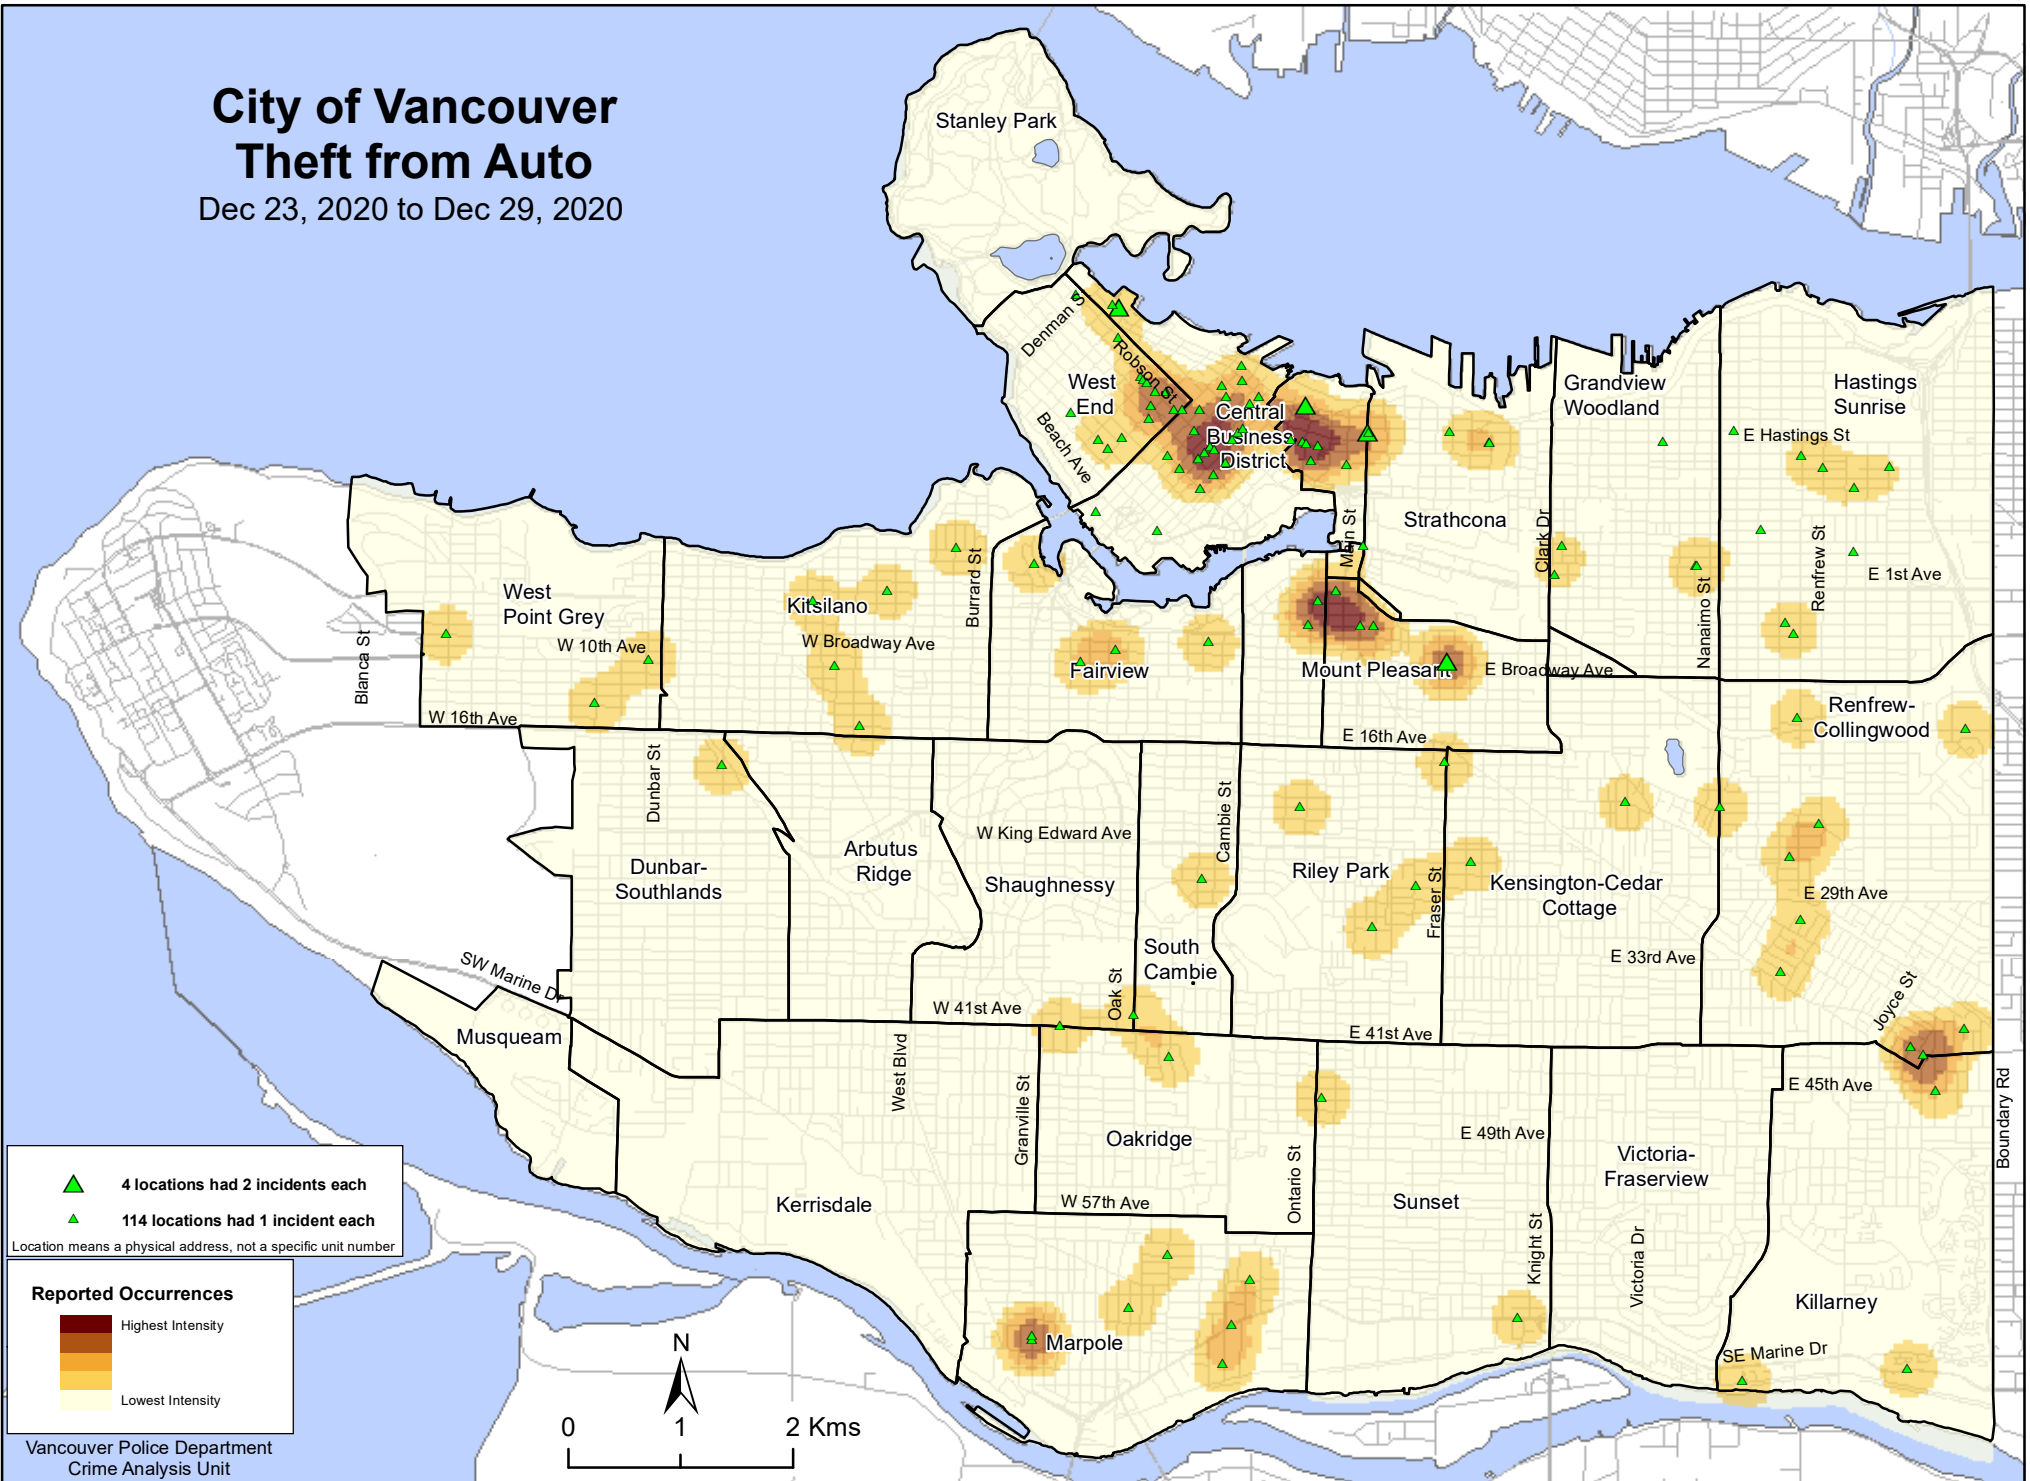 City of Vancouver
Theft from Auto
Dec 23, 2020 to Dec 29, 2020
Stanley Park
Denman S
Robson St
West
End
Beach Ave
Central
Business
District
Grandview
Woodland
Hastings
Sunrise
E Hastings St
Strathcona
Main St
Clark Dr
Nanaimo St
Renfrew St
E 1st Ave
West
Point Grey
Blanca St
W 10th Ave
W 16th Ave
Kitsilano
W Broadway Ave
Burrard St
Fairview
Mount Pleasant
E Broadway Ave
E 16th Ave
Renfrew-
Collingwood
Dunbar St
Dunbar-
Southlands
Arbutus
Ridge
W King Edward Ave
Shaughnessy
Cambie St
Riley Park
Fraser St
Kensington-Cedar
Cottage
E 29th Ave
South
Cambie
E 33rd Ave
SW Marine Dr
Musqueam
W 41st Ave
Oak St
E 41st Ave
Joyce St
West Blvd
Granville St
E 45th Ave
Boundary Rd
Oakridge
E 49th Ave
Ontario St
Victoria-
Fraserview
Kerrisdale
W 57th Ave
Sunset
Knight St
Victoria Dr
Killarney
Marpole
SE Marine Dr
4 locations had 2 incidents each
114 locations had 1 incident each
Location means a physical address, not a specific unit number
Reported Occurrences
Highest Intensity
Lowest Intensity
Vancouver Police Department
Crime Analysis Unit
N
0 1 2 Kms